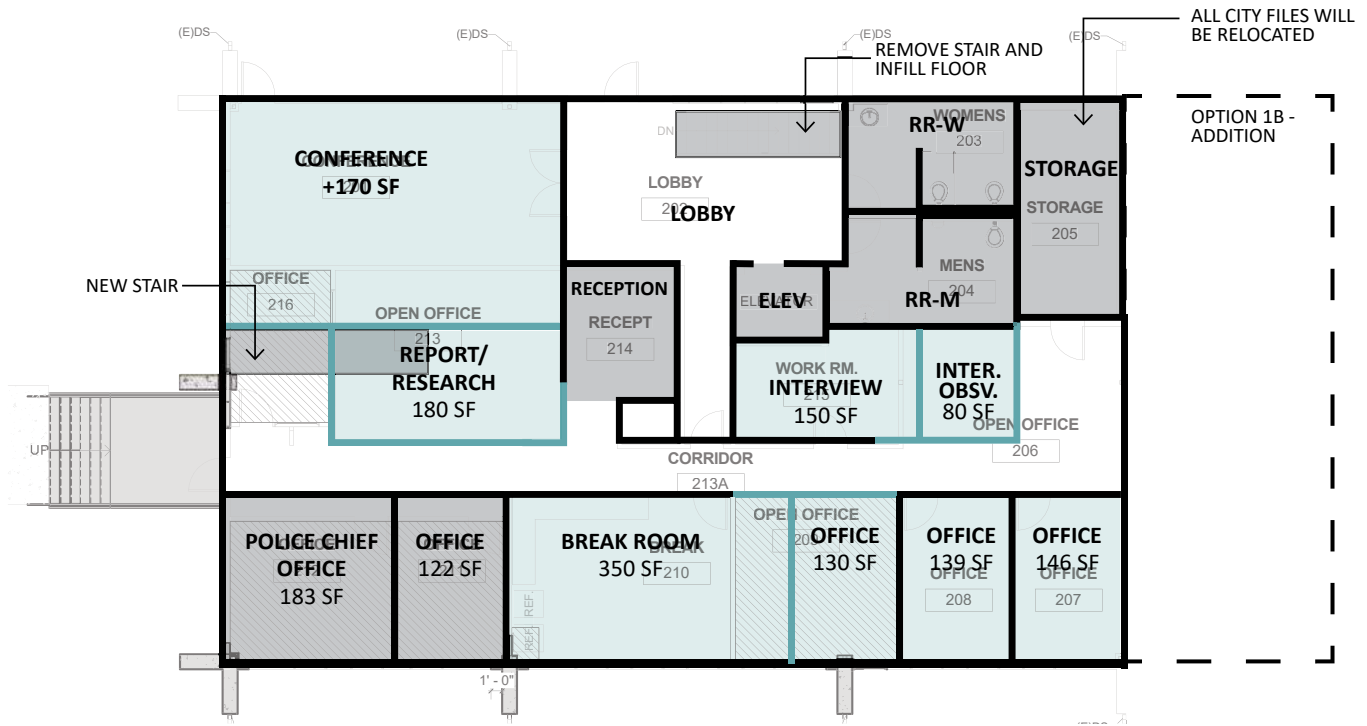 ALL CITY FILES WILL
BE RELOCATED
(E)DS
(E)DS
(E)DS
(E)DS
REMOVE STAIR AND
INFILL FLOOR
OPTION 1B -
ADDITION
CONFERENCE
CONFERENCE
+170 SF
DN
LOBBY
LOBBY
WOMENS
203
RR-W
STORAGE
STORAGE
205
NEW STAIR
OFFICE
216
OPEN OFFICE
213
RECEPTION
RECEPT
214
ELEVATOR
ELEV
MENS
204
RR-M
REPORT/
RESEARCH
180 SF
WORK RM.
INTERVIEW
150 SF
INTER.
OBSV.
80 SF
OPEN OFFICE
206
UP
CORRIDOR
213A
POLICE CHIEF
OFFICE
OFFICE
183 SF
OFFICE
OFFICE
122 SF
BREAK ROOM
350 SF
BREAK
210
REF.
REF.
OPEN OFFICE
209
OFFICE
130 SF
OFFICE
139 SF
OFFICE
208
OFFICE
146 SF
OFFICE
207
1' - 0"